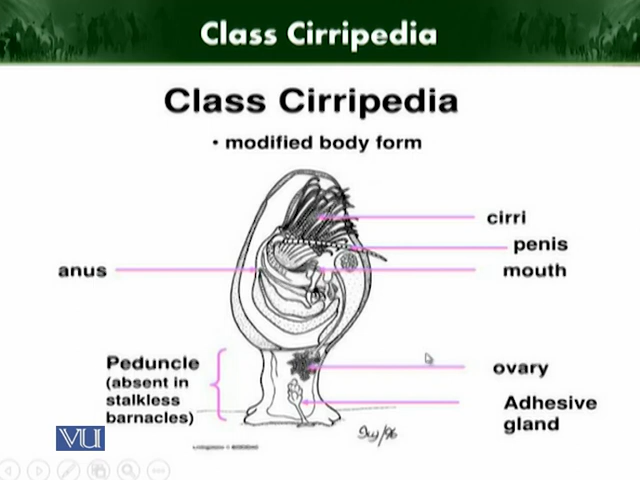 Class Cirripedia
Class Cirripedia
• modified body form
cirri
penis
anus
mouth
Peduncle
(absent in
stalkless
barnacles)
ovary
Adhesive
gland
VU